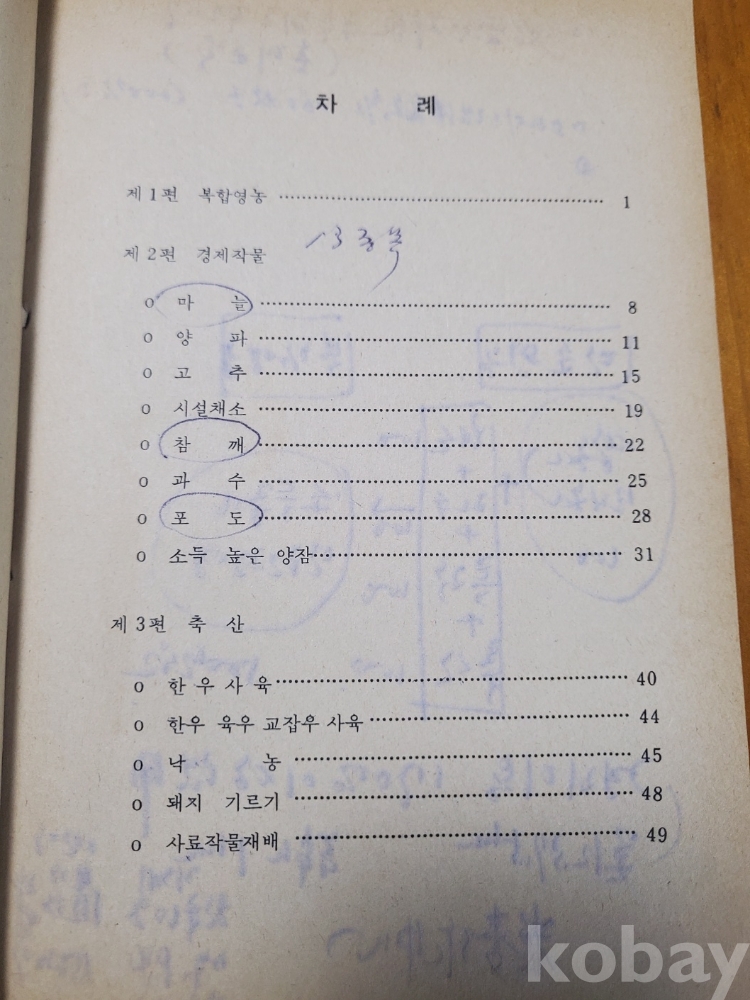 차 례
제1편 복합영농 ………………………………… 1
제2편 경제작물
o 마 늘 ………………………………… 8
o 양 파 ………………………………… 11
o 고 추 ………………………………… 15
o 시설채소 ………………………………… 19
o 참 깨 ………………………………… 22
o 과 수 ………………………………… 25
o 포 도 ………………………………… 28
o 소득 높은 양잠 ………………………………… 31
제3편 축 산
o 한 우 사 육 ………………………………… 40
o 한우 육우 교잡우 사육 ………………………………… 44
o 낙 농 ………………………………… 45
o 돼지 기르기 ………………………………… 48
o 사료작물재배 ………………………………… 49
kobay